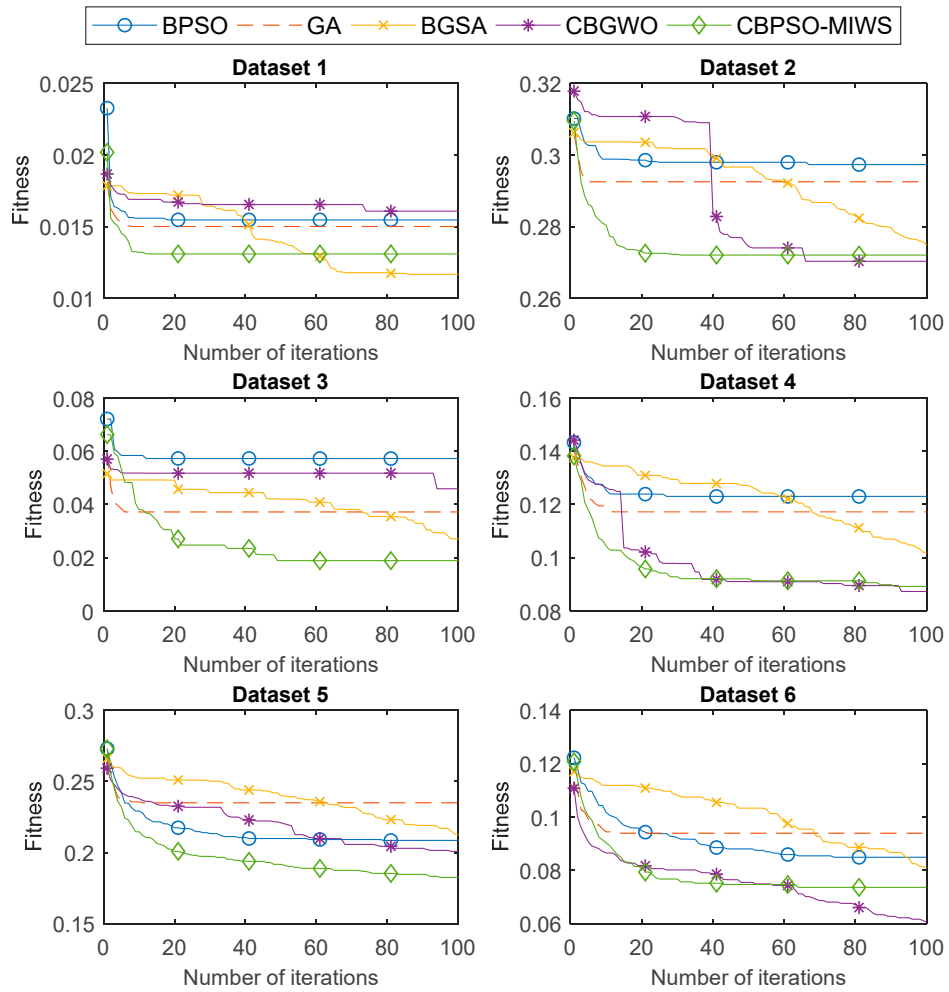 BPSO GA BGSA CBGWO CBPSO-MIWS
Dataset 1
Fitness
0.025
0.02
0.015
0.01
0 20 40 60 80 100
Number of iterations
Dataset 2
Fitness
0.32
0.3
0.28
0.26
0 20 40 60 80 100
Number of iterations
Dataset 3
Fitness
0.08
0.06
0.04
0.02
0
0 20 40 60 80 100
Number of iterations
Dataset 4
Fitness
0.16
0.14
0.12
0.1
0.08
0 20 40 60 80 100
Number of iterations
Dataset 5
Fitness
0.3
0.25
0.2
0.15
0 20 40 60 80 100
Number of iterations
Dataset 6
Fitness
0.14
0.12
0.1
0.08
0.06
0 20 40 60 80 100
Number of iterations